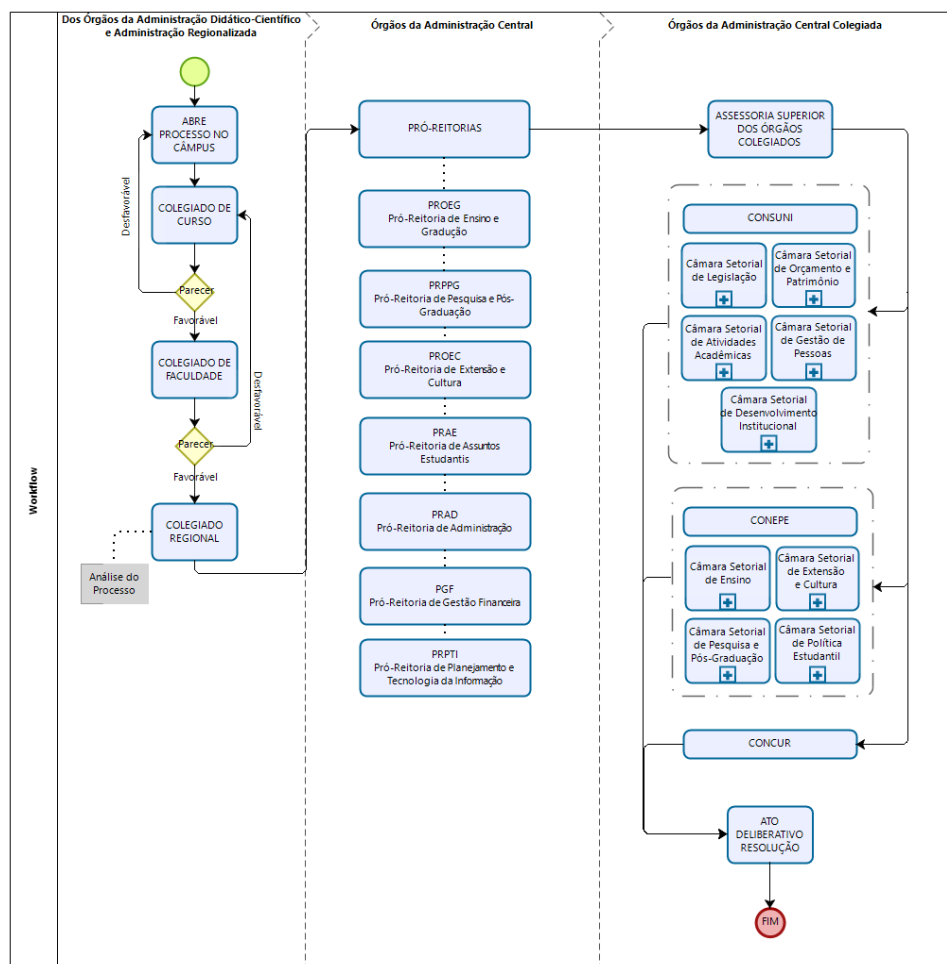 Dos Órgãos da Administração Didático-Científico
e Administração Regionalizada
Órgãos da Administração Central
Órgãos da Administração Central Colegiada
Workflow
ABRE
PROCESSO NO
CÂMPUS
Desfavorável
COLEGIADO DE
CURSO
Parecer
Favorável
COLEGIADO DE
FACULDADE
Desfavorável
Parecer
Favorável
COLEGIADO
REGIONAL
Análise do
Processo
PRÓ-REITORIAS
PROEG
Pró-Reitoria de Ensino e
Gradução
PRPPG
Pró-Reitoria de Pesquisa e Pós-
Graduação
PROEC
Pró-Reitoria de Extensão e
Cultura
PRAE
Pró-Reitoria de Assuntos
Estudantis
PRAD
Pró-Reitoria de Administração
PGF
Pró-Reitoria de Gestão Financeira
PRPTI
Pró-Reitoria de Planejamento e
Tecnologia da Informação
ASSESSORIA SUPERIOR
DOS ÓRGÃOS
COLEGIADOS
CONSUNI
Câmara Setorial
de Legislação
Câmara Setorial
de Orçamento e
Patrimônio
Câmara Setorial
de Atividades
Acadêmicas
Câmara Setorial
de Gestão de
Pessoas
Câmara Setorial
de Desenvolvimento
Institucional
CONEPE
Câmara Setorial
de Ensino
Câmara Setorial
de Extensão
e Cultura
Câmara Setorial
de Pesquisa e
Pós-Graduação
Câmara Setorial
de Política
Estudantil
CONCUR
ATO
DELIBERATIVO
RESOLUÇÃO
FIM